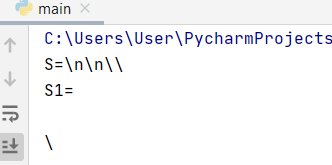 main
C:\Users\User\PycharmProjects
S=\n\n\\
S1=
\